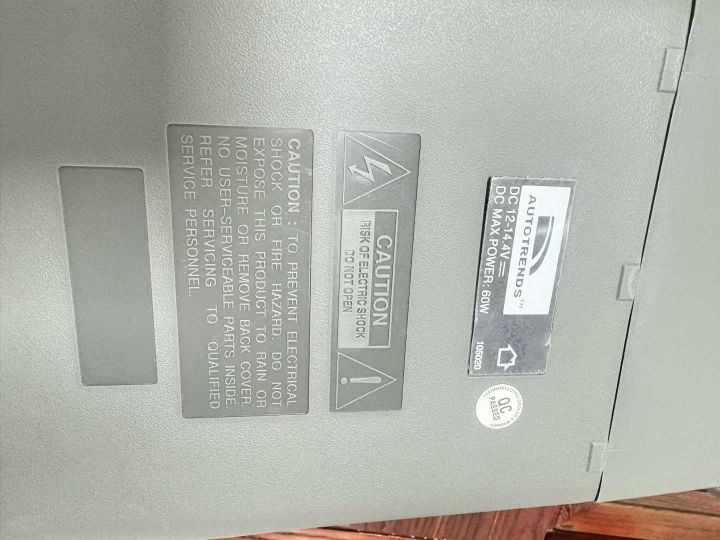 AUTOTRENDS™
DC 12-14.4V
DC MAX POWER: 60W
105020
QC
PASSED
CAUTION
RISK OF ELECTRIC SHOCK
DO NOT OPEN
CAUTION : TO PREVENT ELECTRICAL
SHOCK OR FIRE HAZARD, DO NOT
EXPOSE THIS PRODUCT TO RAIN OR
MOISTURE OR REMOVE BACK COVER.
NO USER-SERVICEABLE PARTS INSIDE.
REFER SERVICING TO QUALIFIED
SERVICE PERSONNEL.